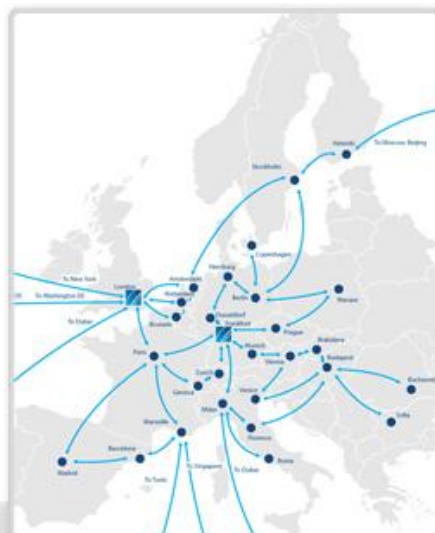 Helsinki
To Moscow, Beijing
Stockholm
Copenhagen
Hamburg
To New York
London
Amsterdam
Rotterdam
Berlin
To Washington DC
Warsaw
Brussels
Düsseldorf
Frankfurt
To Dubai
Prague
Paris
Munich
Bratislava
Vienna
Budapest
Zurich
Geneva
Bucharest
Milan
Venice
Sofia
Marseille
Florence
Barcelona
Rome
Madrid
To Tunis
To Singapore
To Dubai